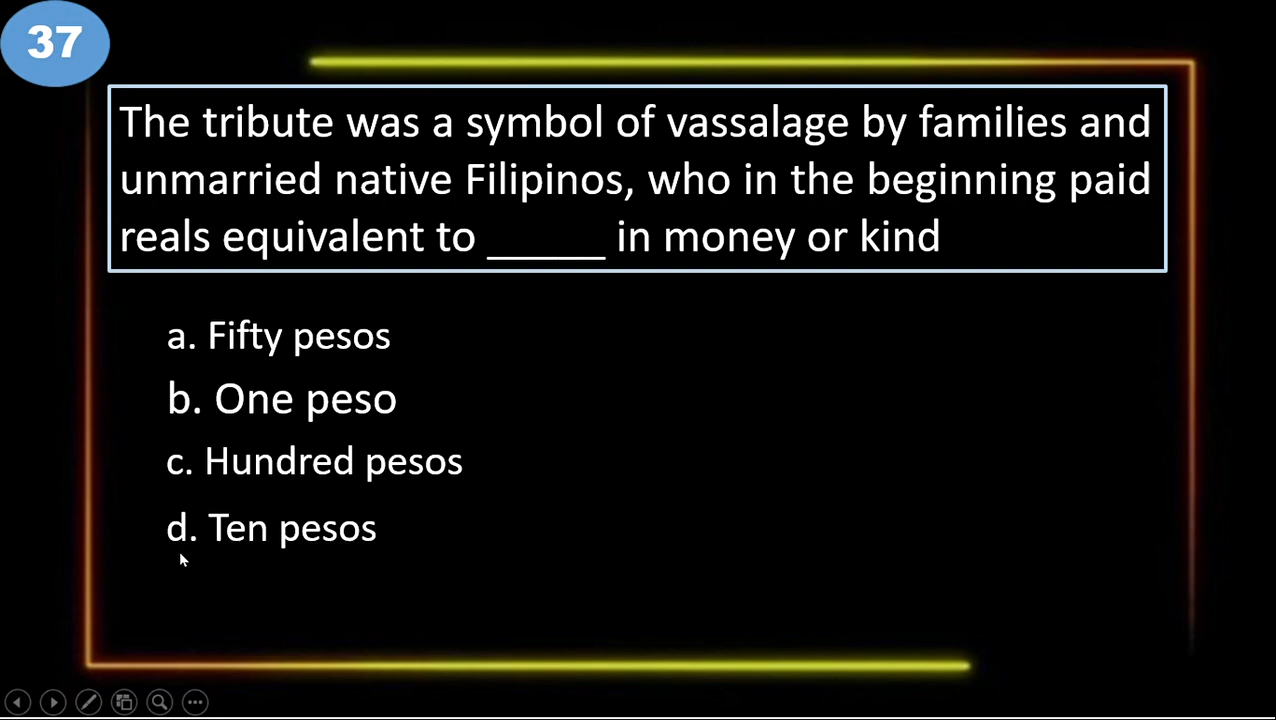 37
The tribute was a symbol of vassalage by families and
unmarried native Filipinos, who in the beginning paid
reals equivalent to ______ in money or kind
a. Fifty pesos
b. One peso
c. Hundred pesos
d. Ten pesos